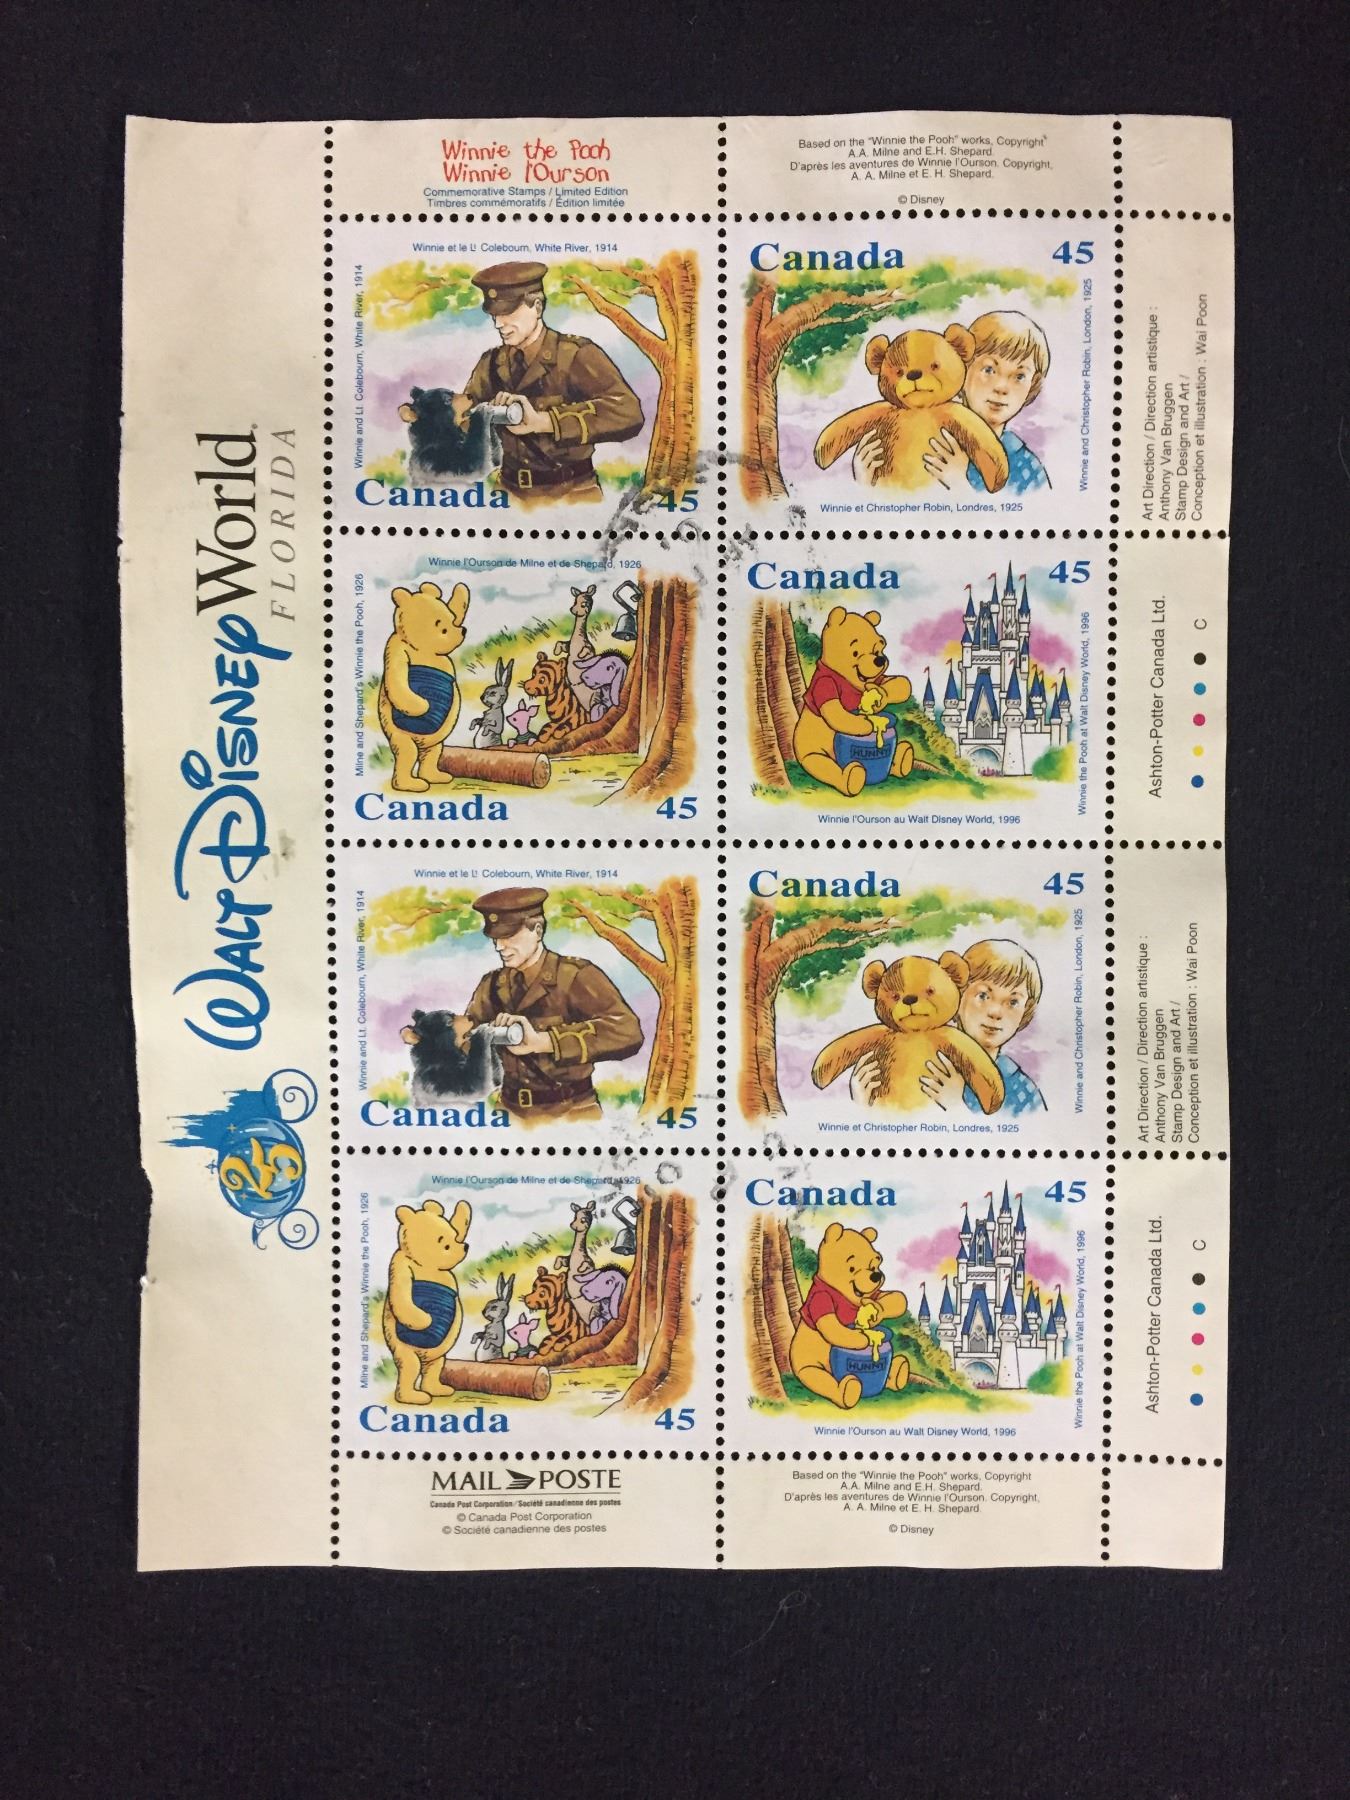 Winnie the Pooh
Winnie l'Ourson
Commemorative Stamps / Limited Edition
Timbres commémoratifs / Édition limitée
Based on the "Winnie the Pooh" works, Copyright
A.A. Milne and E.H. Shepard.
D'après les aventures de Winnie l'Ourson. Copyright,
A. A. Milne et E. H. Shepard.
© Disney
WALT DISNEY World
FLORIDA
25
Winnie et le Lt Colebourn, White River, 1914
Winnie and Lt. Colebourn, White River, 1914
Canada 45
Canada 45
Winnie and Christopher Robin, London, 1925
Winnie et Christopher Robin, Londres, 1925
Art Direction / Direction artistique :
Anthony Van Bruggen
Stamp Design and Art /
Conception et illustration : Wai Poon
Winnie l'Ourson de Milne et de Shepard, 1926
Milne and Shepard's Winnie the Pooh, 1926
Canada 45
Canada 45
HUNNY
Winnie the Pooh at Walt Disney World, 1996
Winnie l'Ourson au Walt Disney World, 1996
Ashton-Potter Canada Ltd.
C
Winnie et le Lt Colebourn, White River, 1914
Winnie and Lt. Colebourn, White River, 1914
Canada 45
Canada 45
Winnie and Christopher Robin, London, 1925
Winnie et Christopher Robin, Londres, 1925
Art Direction / Direction artistique :
Anthony Van Bruggen
Stamp Design and Art /
Conception et illustration : Wai Poon
Winnie l'Ourson de Milne et de Shepard, 1926
Milne and Shepard's Winnie the Pooh, 1926
Canada 45
Canada 45
HUNNY
Winnie the Pooh at Walt Disney World, 1996
Winnie l'Ourson au Walt Disney World, 1996
Ashton-Potter Canada Ltd.
C
MAIL POSTE
Canada Post Corporation / Société canadienne des postes
© Canada Post Corporation
© Société canadienne des postes
Based on the "Winnie the Pooh" works, Copyright
A.A. Milne and E.H. Shepard.
D'après les aventures de Winnie l'Ourson. Copyright,
A. A. Milne et E. H. Shepard.
© Disney